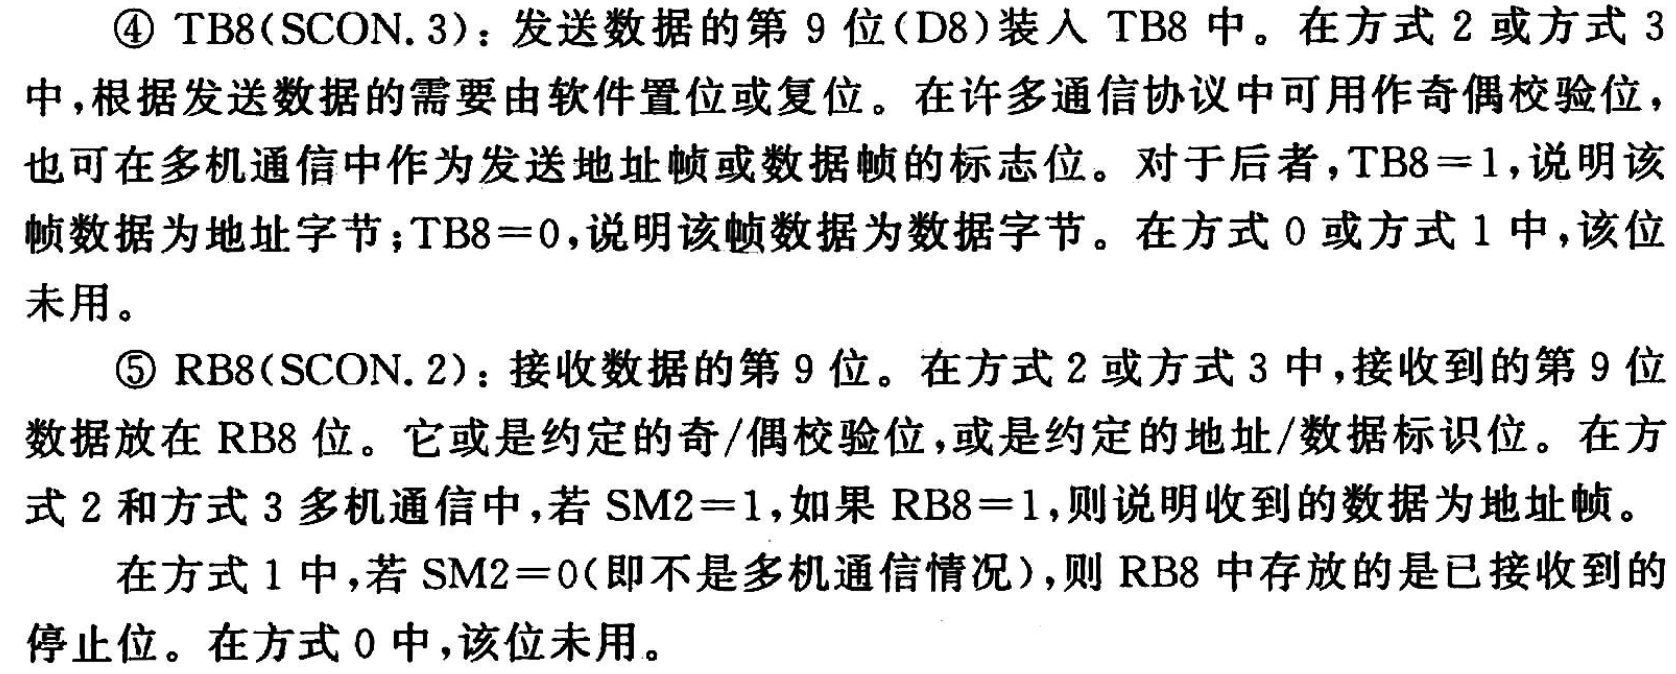 ④ TB8(SCON.3)：发送数据的第 9 位(D8)装入 TB8 中。在方式 2 或方式 3
中,根据发送数据的需要由软件置位或复位。在许多通信协议中可用作奇偶校验位,
也可在多机通信中作为发送地址帧或数据帧的标志位。对于后者,TB8=1,说明该
帧数据为地址字节;TB8=0,说明该帧数据为数据字节。在方式 0 或方式 1 中,该位
未用。
⑤ RB8(SCON.2)：接收数据的第 9 位。在方式 2 或方式 3 中,接收到的第 9 位
数据放在 RB8 位。它或是约定的奇/偶校验位,或是约定的地址/数据标识位。在方
式 2 和方式 3 多机通信中,若 SM2=1,如果 RB8=1,则说明收到的数据为地址帧。
在方式 1 中,若 SM2=0(即不是多机通信情况),则 RB8 中存放的是已接收到的
停止位。在方式 0 中,该位未用。